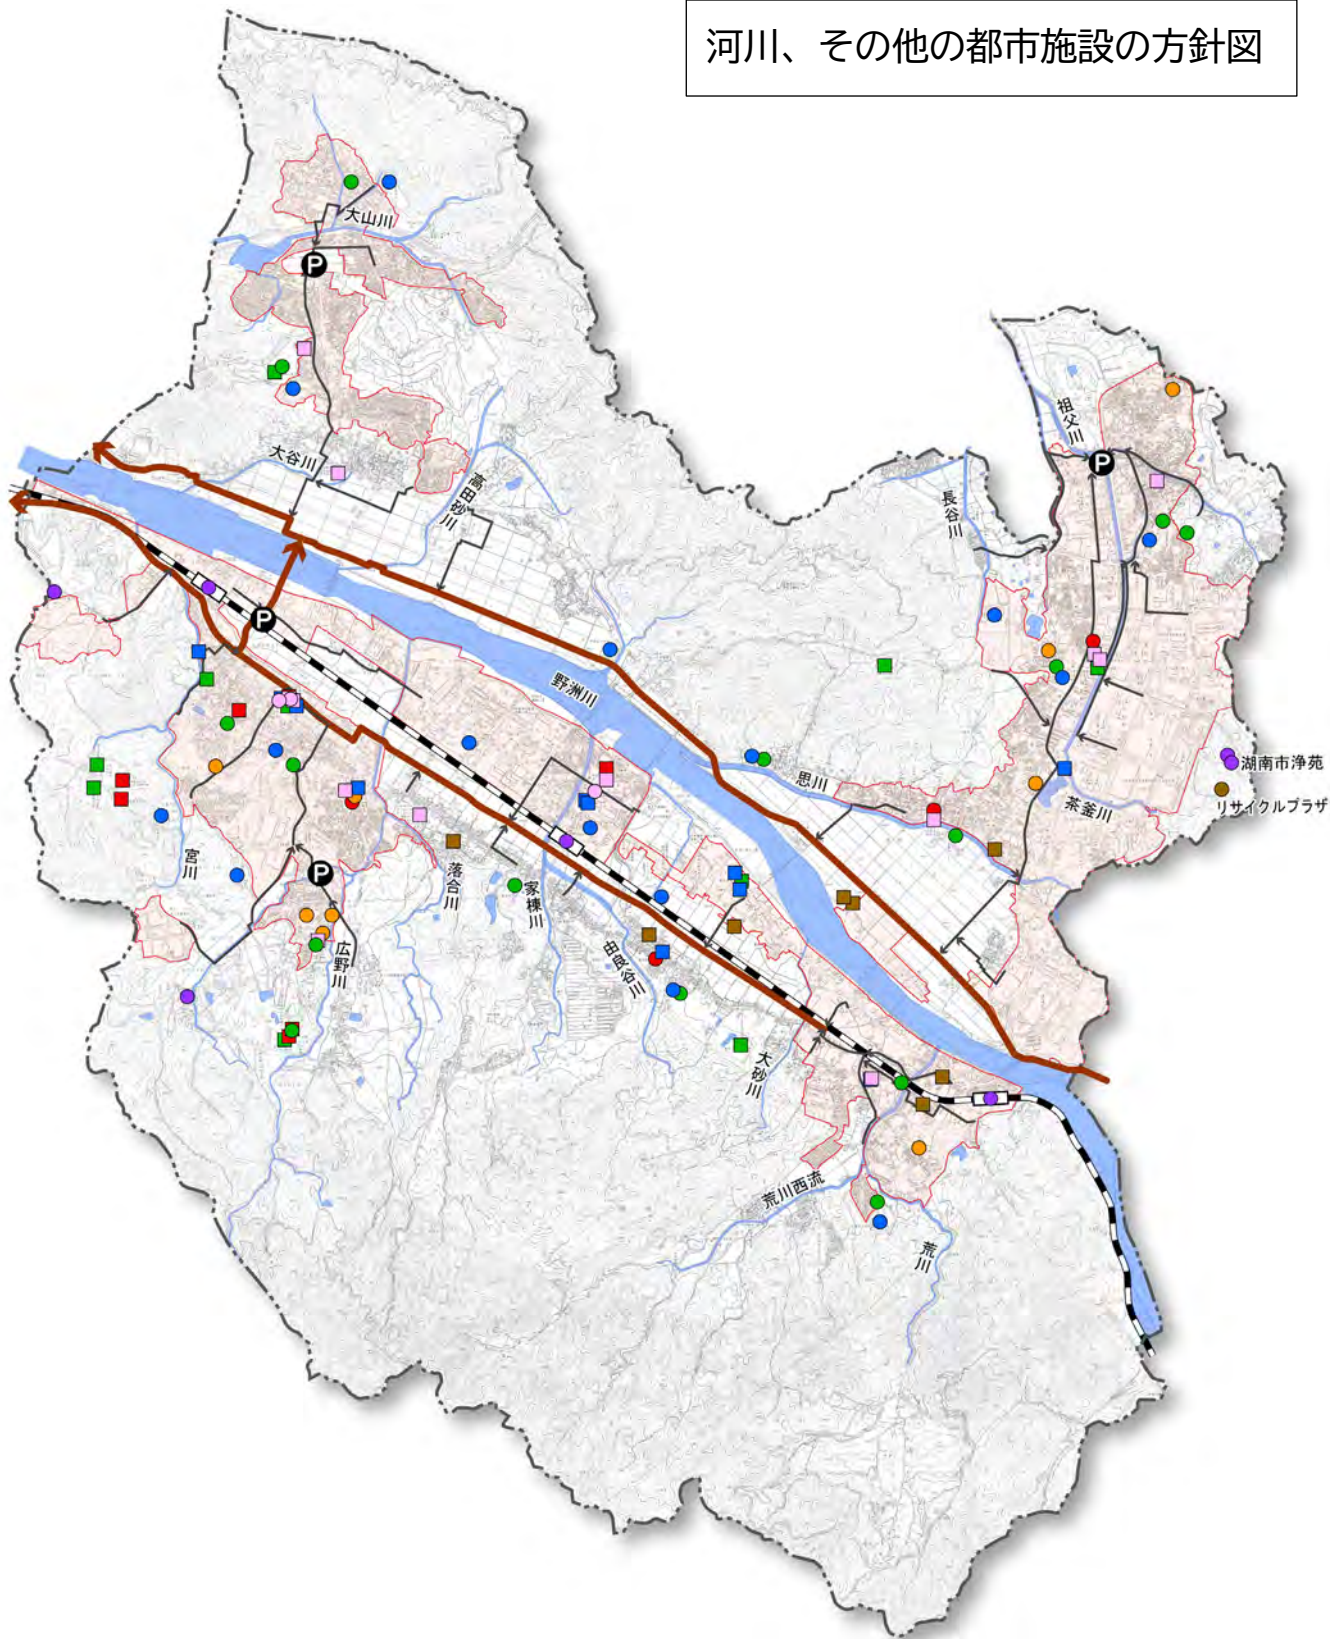 河川、その他の都市施設の方針図
大山川
P
祖父川
P
大谷川
高田砂川
長谷川
P
野洲川
思川
湖南市浄苑
リサイクルプラザ
茶釜川
宮川
P
落合川
家棟川
広野川
由良谷川
大砂川
荒川西流
荒川